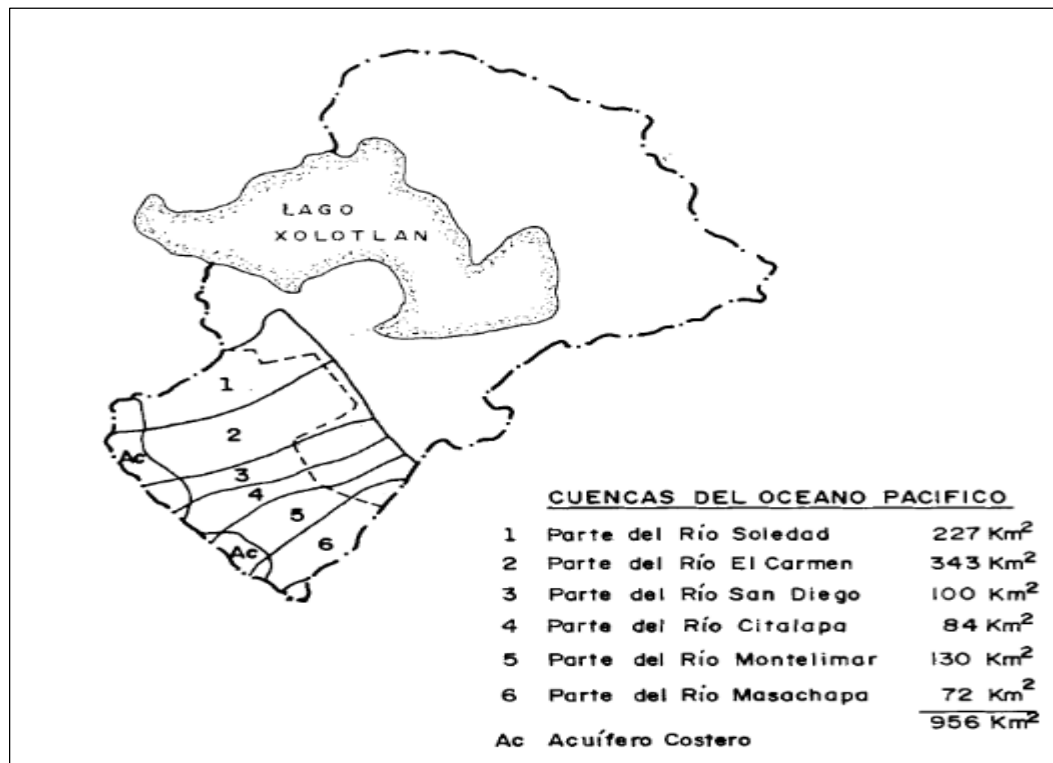 LAGO
XOLOTLAN
1
2
Ac
3
4
5
Ac
6
CUENCAS DEL OCEANO PACIFICO
1 Parte del Río Soledad 227 Km²
2 Parte del Río El Carmen 343 Km²
3 Parte del Río San Diego 100 Km²
4 Parte del Río Citalapa 84 Km²
5 Parte del Río Montelimar 130 Km²
6 Parte del Río Masachapa 72 Km²
956 Km²
Ac Acuífero Costero